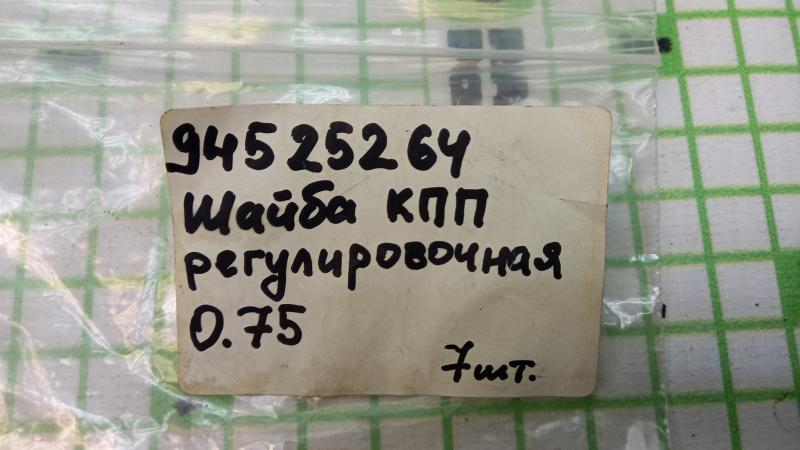 94525264
Шайба КПП
регулировочная
0.75
7шт.